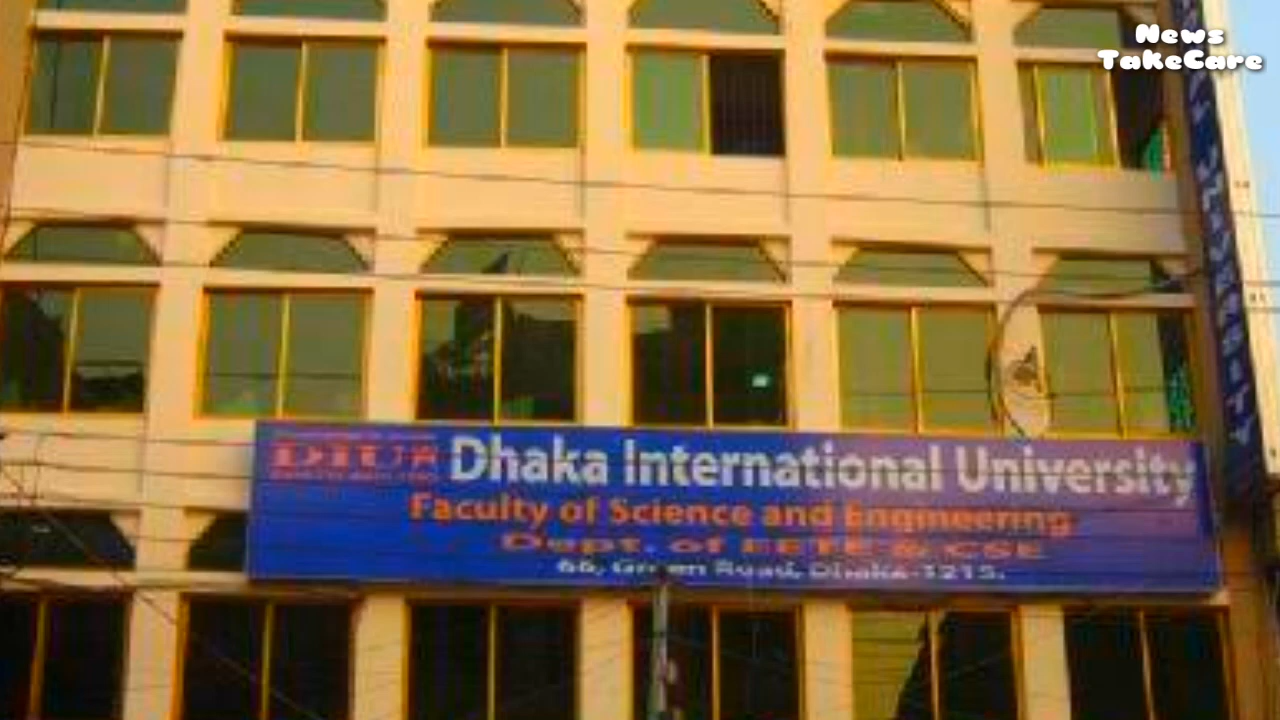 News
TakeCare
DIU Dhaka International University
Faculty of Science and Engineering
Dept. of EETE & CSE
66, Green Road, Dhaka-1215.